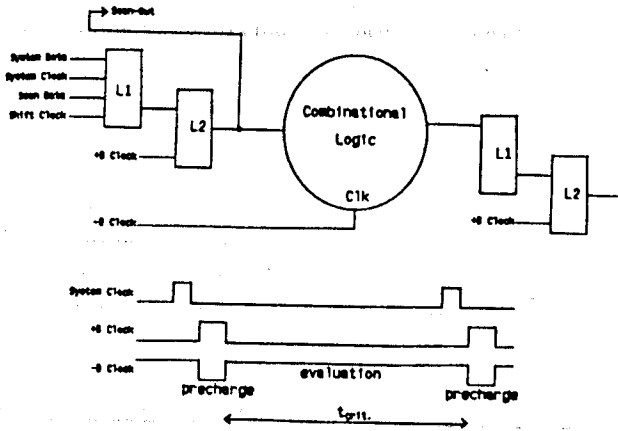 Scan-Out
System Data
System Clock
Scan Data
Shift Clock
L1
L2
+B Clock
Combinational
Logic
Clk
-B Clock
L1
L2
+B Clock
System Clock
+B Clock
-B Clock
evaluation
precharge
precharge
tcrit.